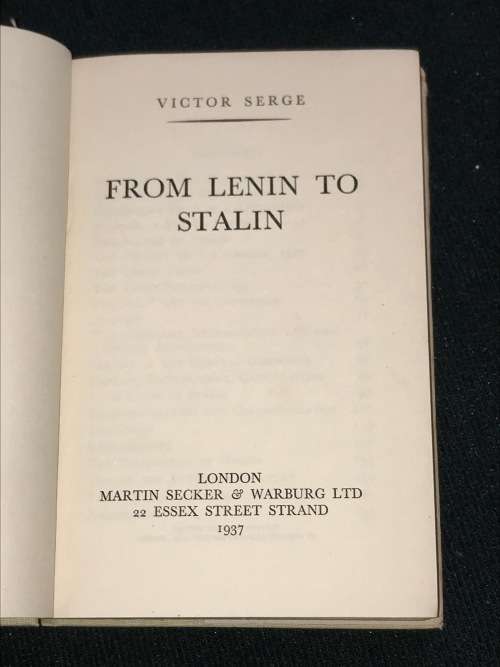 VICTOR SERGE
FROM LENIN TO
STALIN
LONDON
MARTIN SECKER & WARBURG LTD
22 ESSEX STREET STRAND
1937